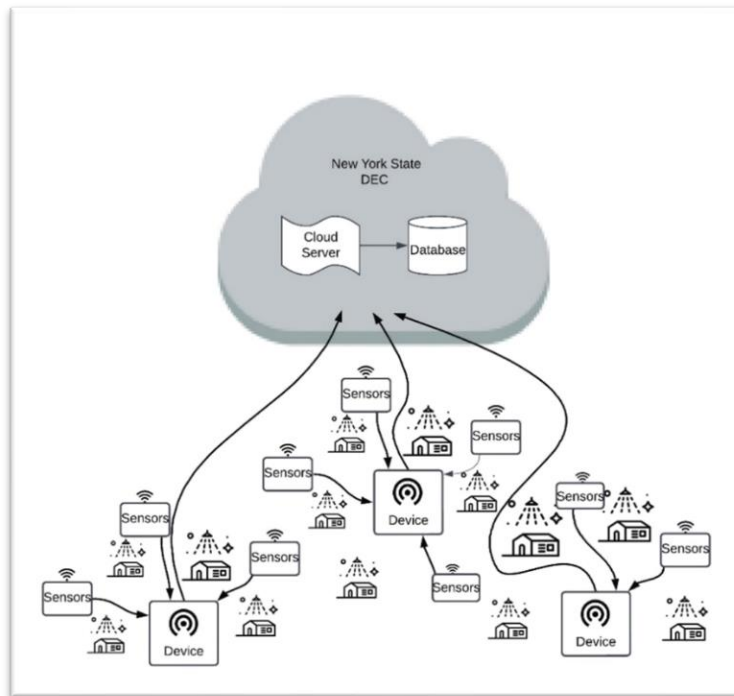 New York State
DEC
Cloud
Server
Database
Sensors
Sensors
Sensors
Sensors
Sensors
Device
Sensors
Sensors
Sensors
Sensors
Device
Device